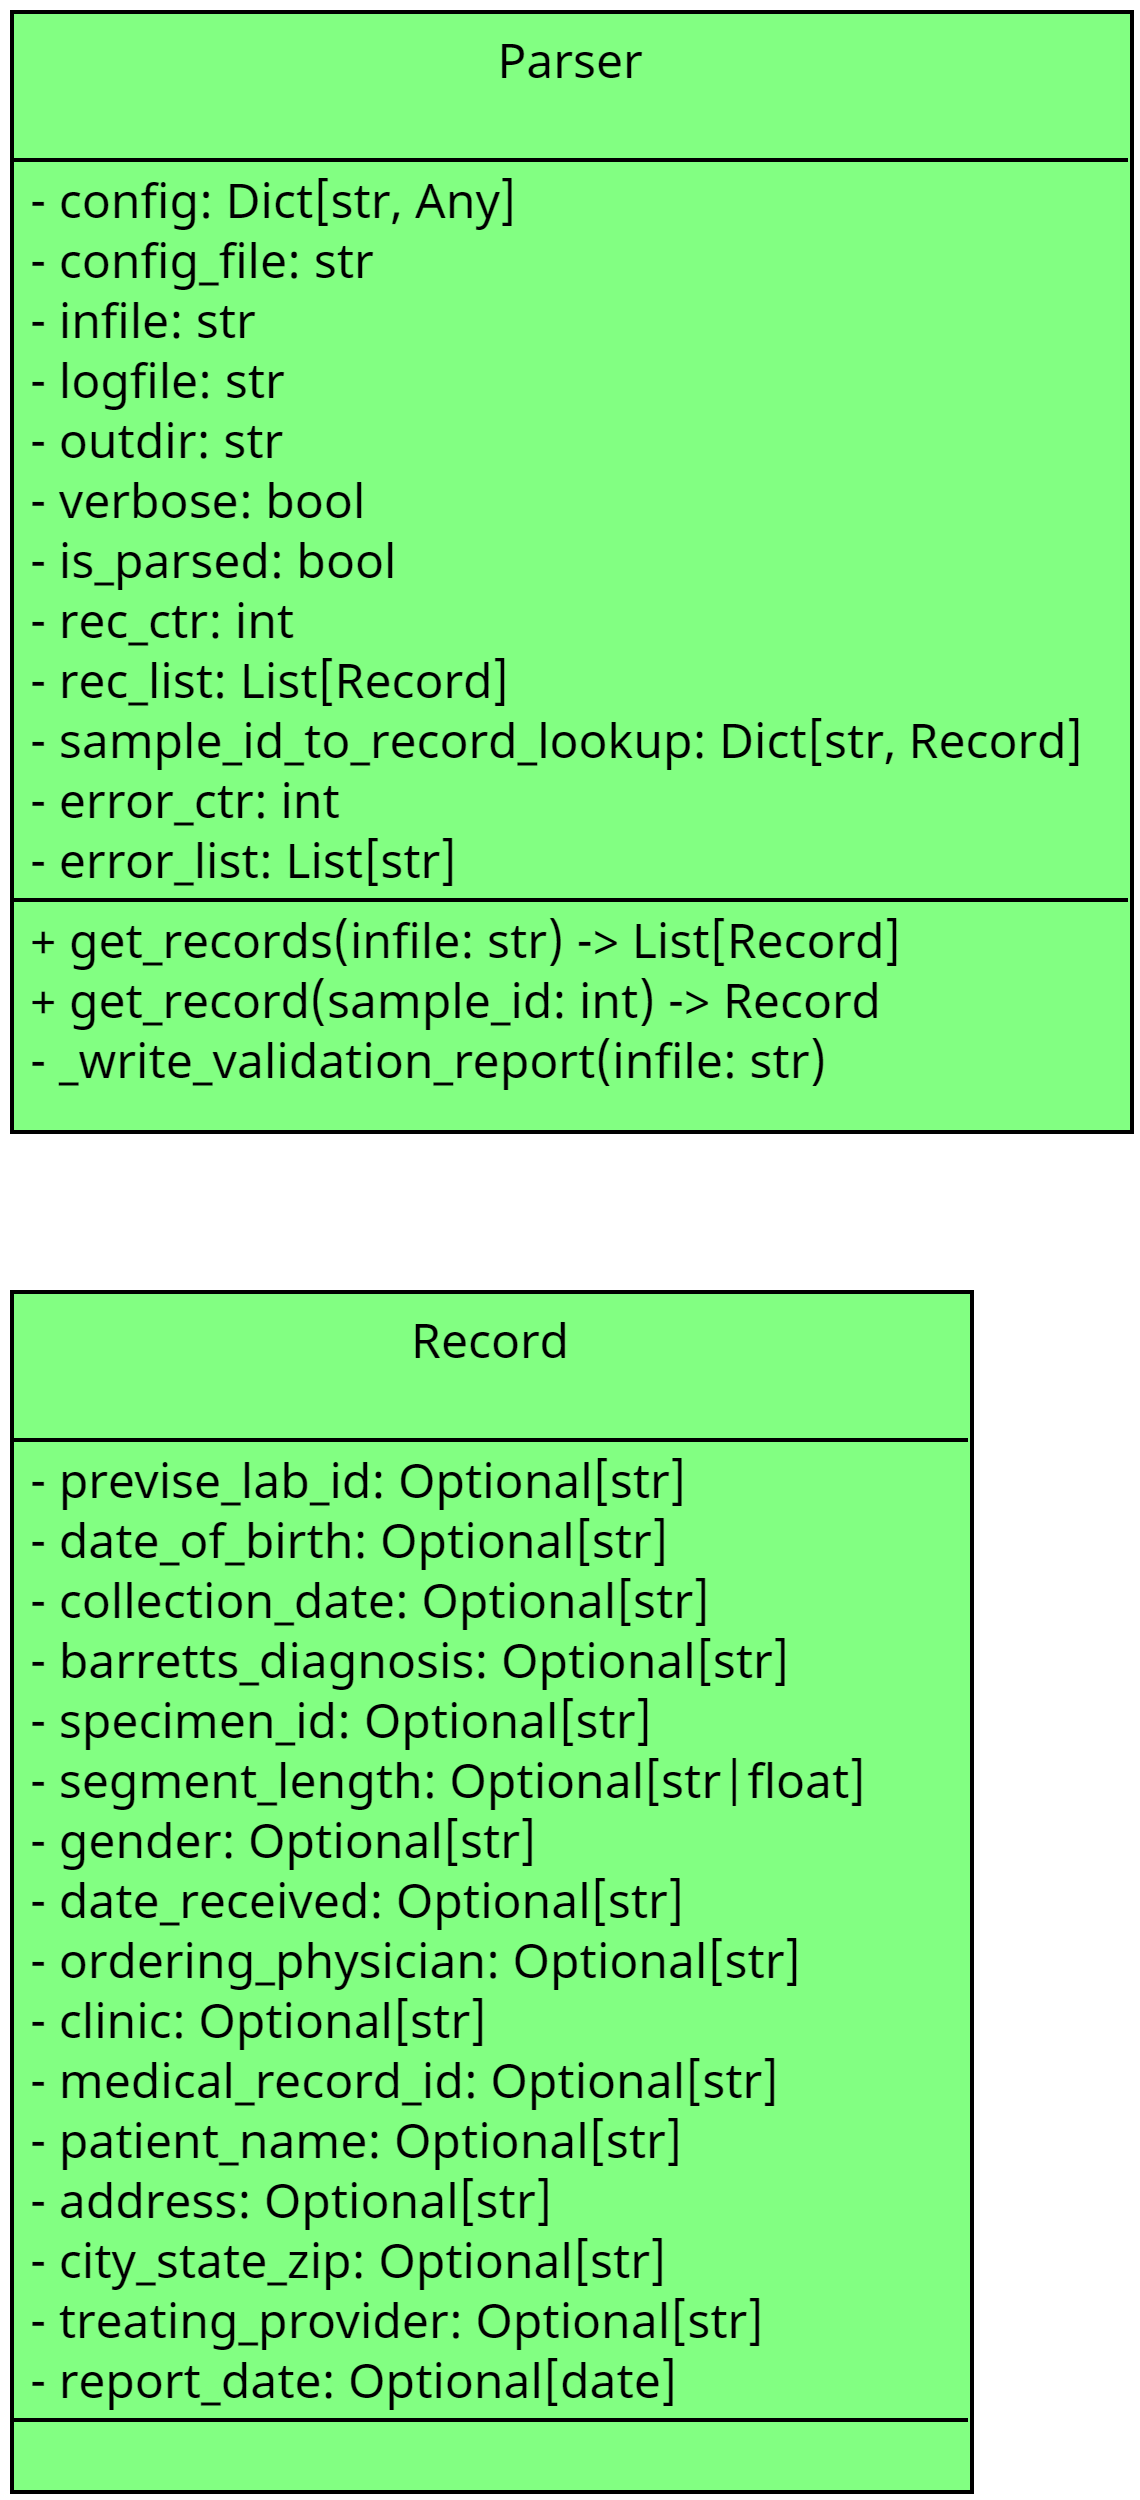 Parser
- config: Dict[str, Any]
- config_file: str
- infile: str
- logfile: str
- outdir: str
- verbose: bool
- is_parsed: bool
- rec_ctr: int
- rec_list: List[Record]
- sample_id_to_record_lookup: Dict[str, Record]
- error_ctr: int
- error_list: List[str]
+ get_records(infile: str) -> List[Record]
+ get_record(sample_id: int) -> Record
- _write_validation_report(infile: str)
Record
- previse_lab_id: Optional[str]
- date_of_birth: Optional[str]
- collection_date: Optional[str]
- barretts_diagnosis: Optional[str]
- specimen_id: Optional[str]
- segment_length: Optional[str|float]
- gender: Optional[str]
- date_received: Optional[str]
- ordering_physician: Optional[str]
- clinic: Optional[str]
- medical_record_id: Optional[str]
- patient_name: Optional[str]
- address: Optional[str]
- city_state_zip: Optional[str]
- treating_provider: Optional[str]
- report_date: Optional[date]